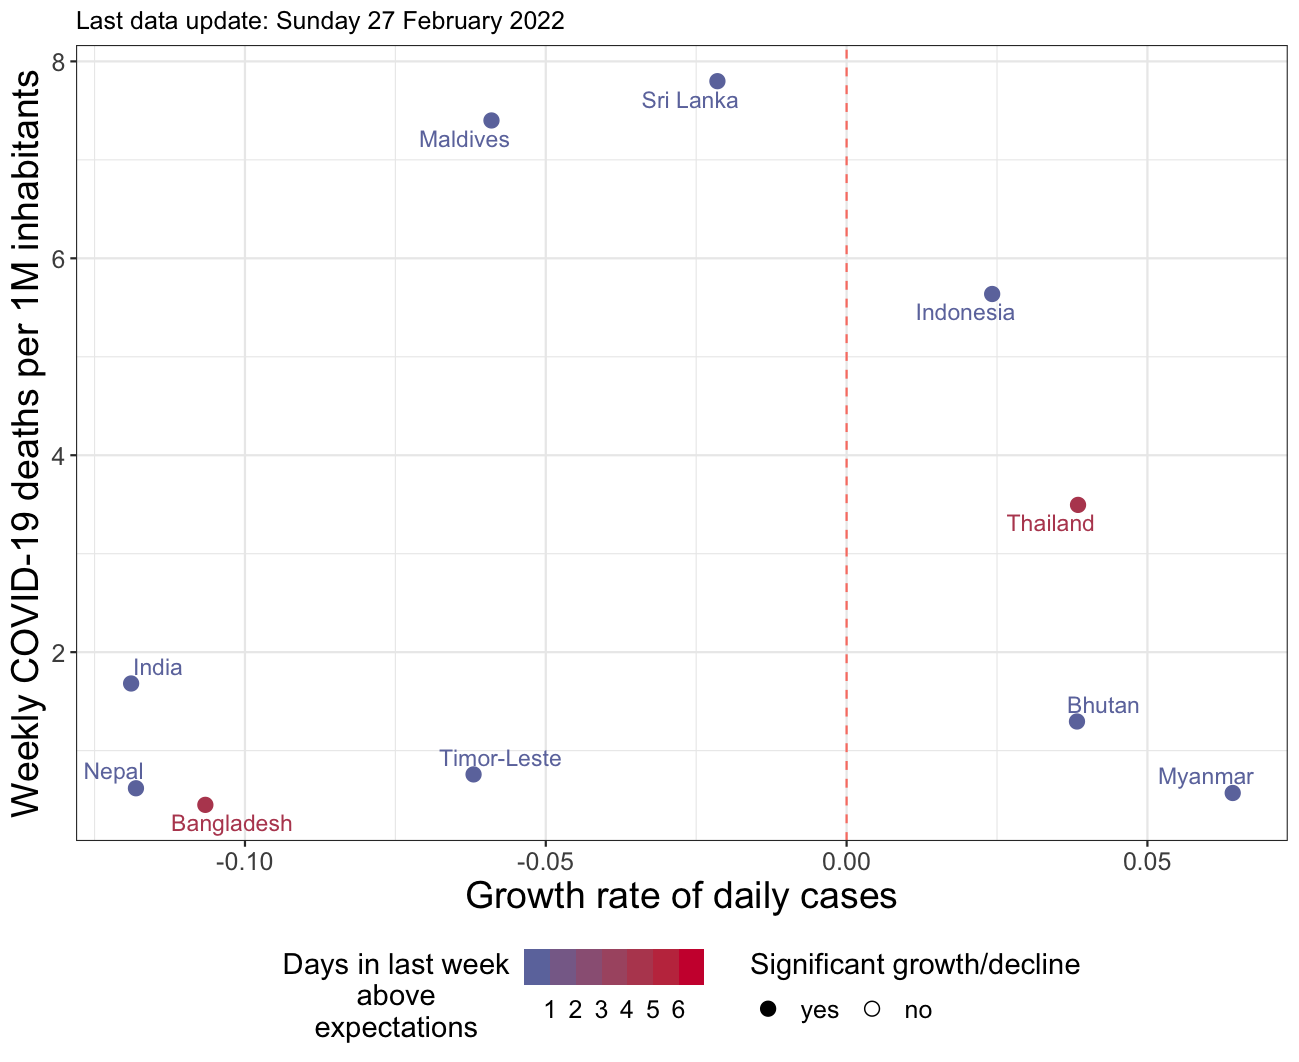 Last data update: Sunday 27 February 2022
Weekly COVID-19 deaths per 1M inhabitants
8
6
4
2
Sri Lanka
Maldives
Indonesia
Thailand
India
Bhutan
Timor-Leste
Nepal
Myanmar
Bangladesh
-0.10 -0.05 0.00 0.05
Growth rate of daily cases
Days in last week
above
expectations
1 2 3 4 5 6
Significant growth/decline
yes no